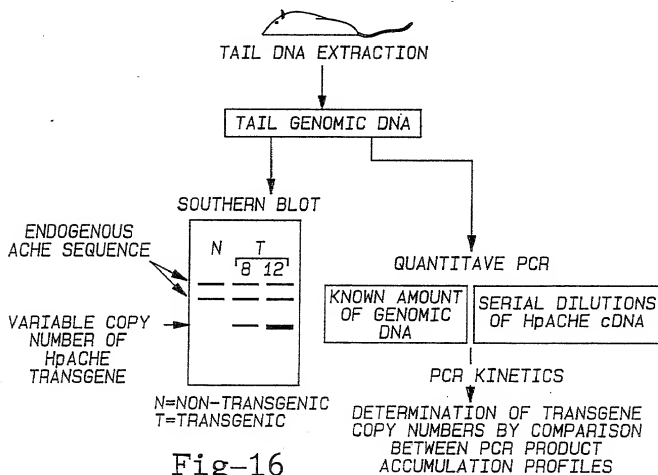 TAIL DNA EXTRACTION
TAIL GENOMIC DNA
SOUTHERN BLOT
ENDOGENOUS
ACHE SEQUENCE
N
T
8 12
VARIABLE COPY
NUMBER OF
HpACHE
TRANSGENE
N=NON-TRANSGENIC
T=TRANSGENIC
QUANTITAVE PCR
KNOWN AMOUNT
OF GENOMIC
DNA
SERIAL DILUTIONS
OF HpACHE cDNA
PCR KINETICS
DETERMINATION OF TRANSGENE
COPY NUMBERS BY COMPARISON
BETWEEN PCR PRODUCT
ACCUMULATION PROFILES
Fig-16